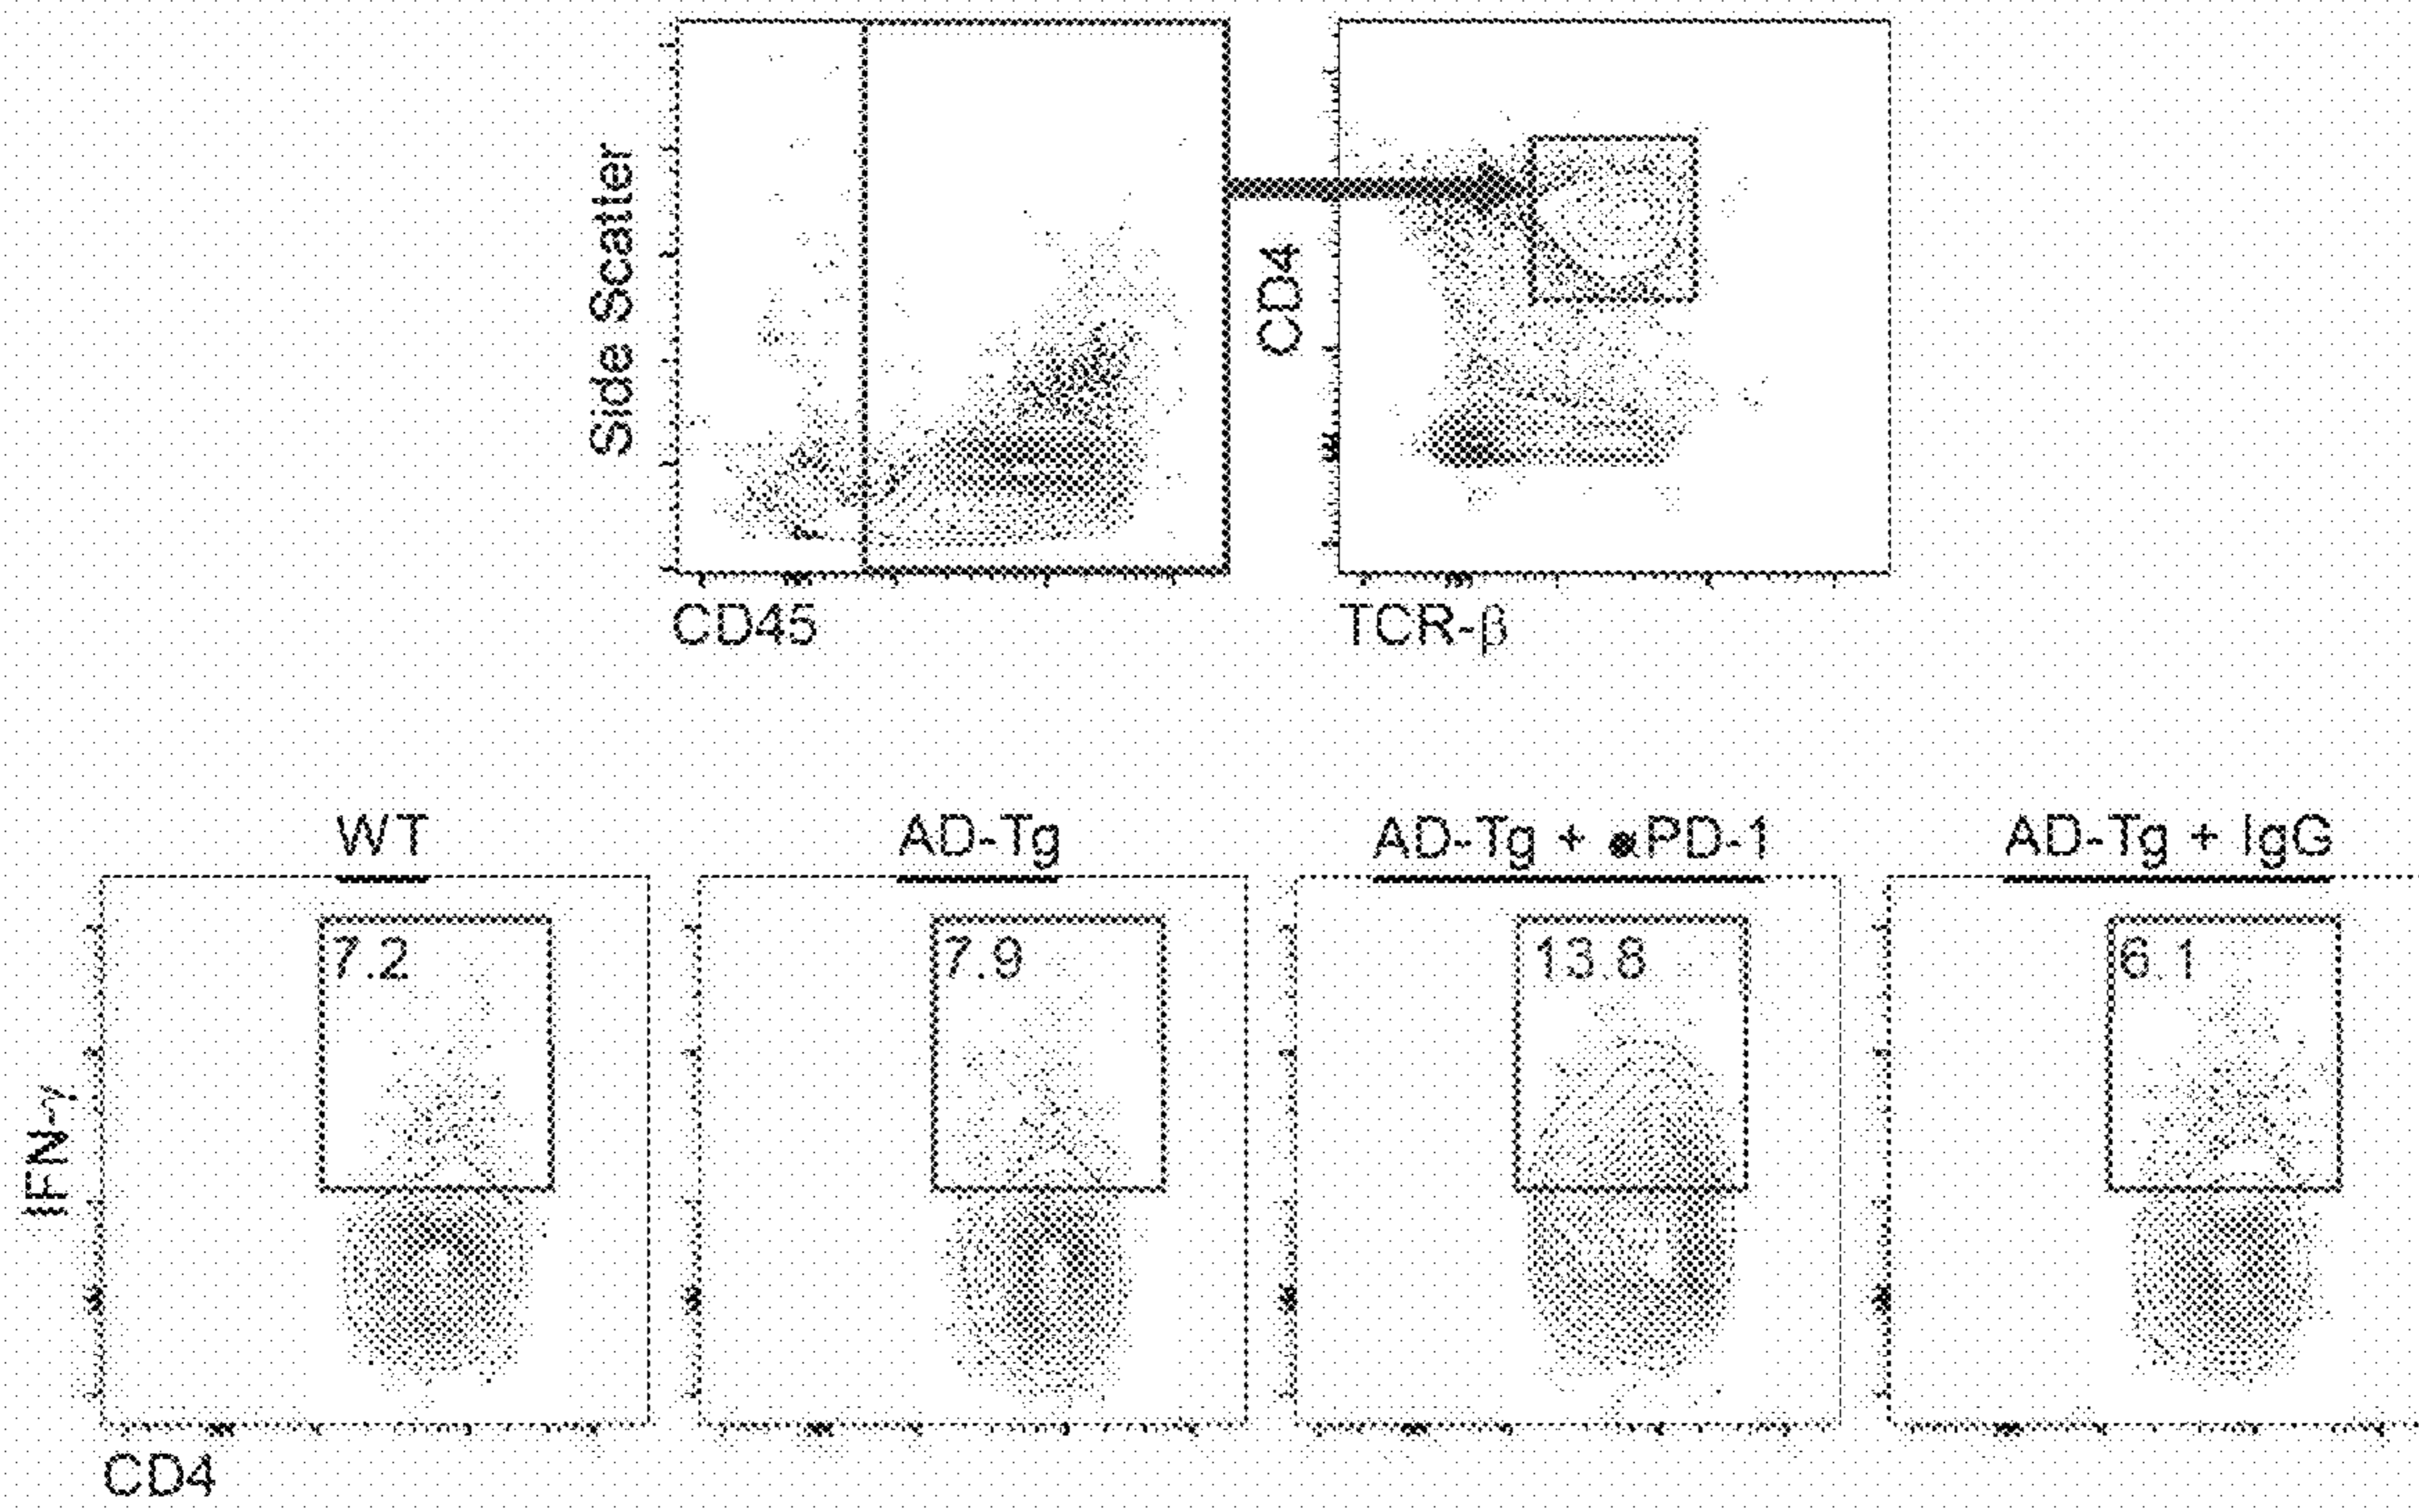 Side Scatter
CD45
CD4
TCR-β
WT
AD-Tg
AD-Tg + αPD-1
AD-Tg + IgG
7.2
7.9
13.8
6.1
IFN-γ
CD4